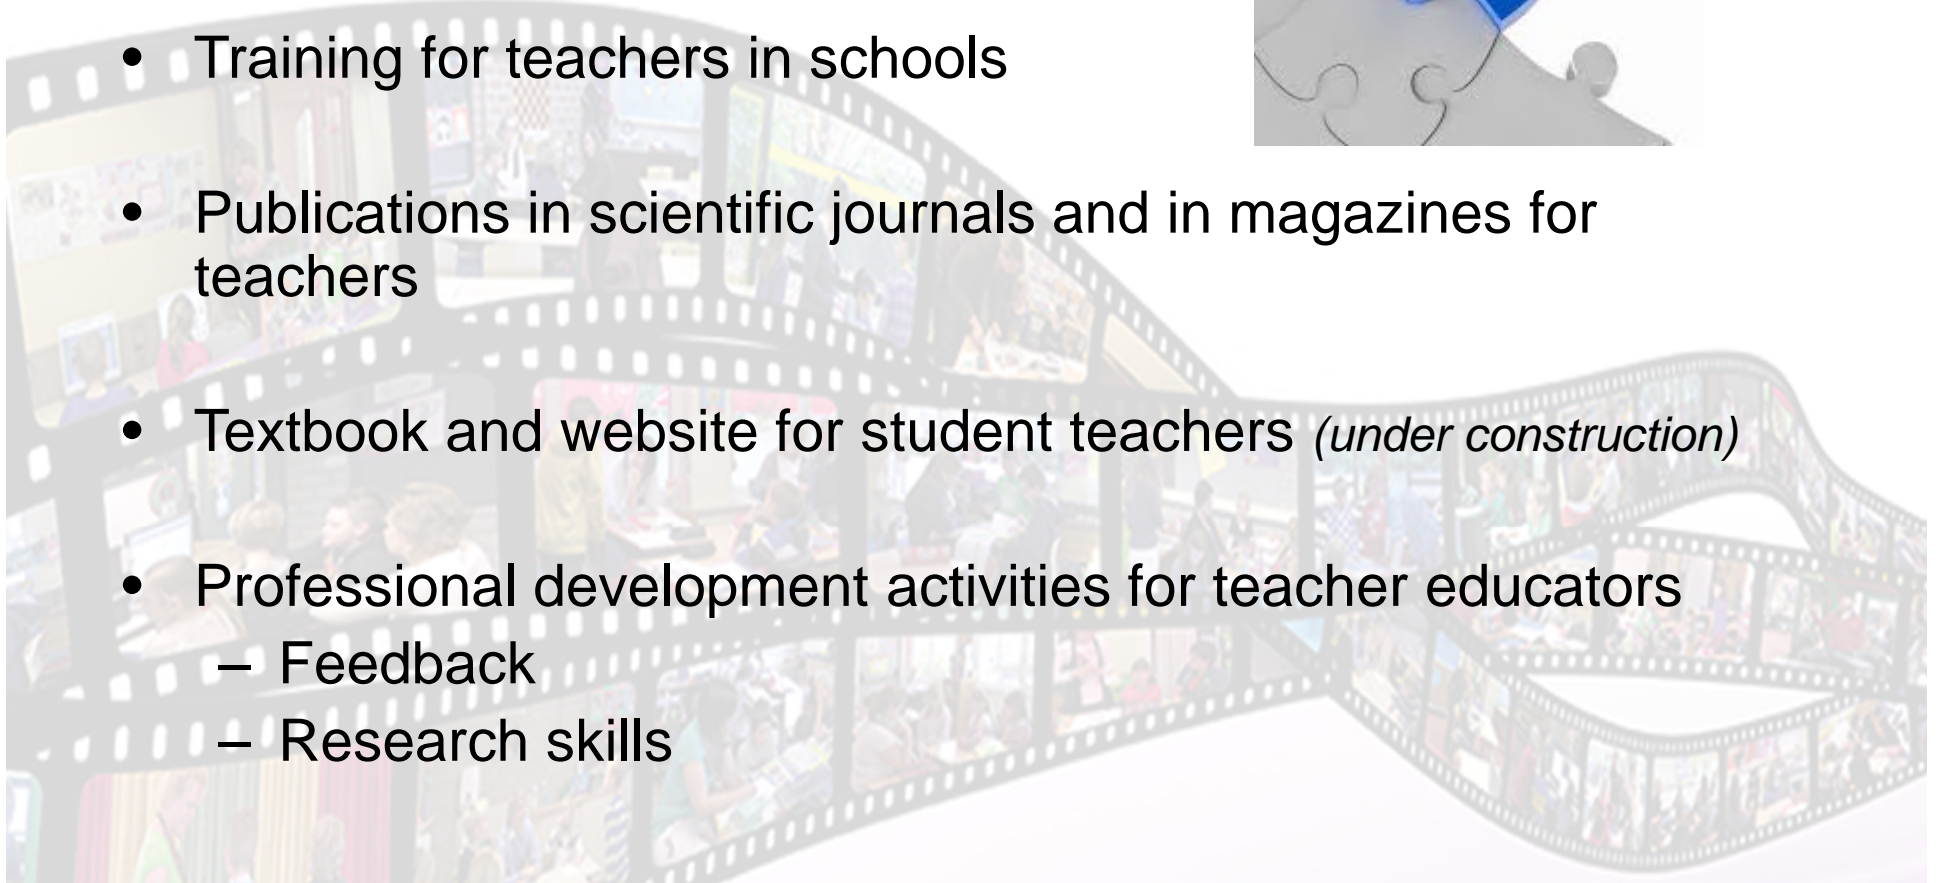 • Training for teachers in schools
• Publications in scientific journals and in magazines for
teachers
• Textbook and website for student teachers (under construction)
• Professional development activities for teacher educators
– Feedback
– Research skills